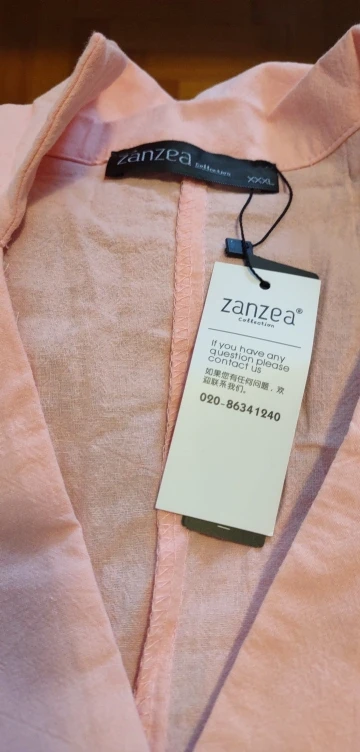 zanzea Collection XXXL
zanzea®
Collection
If you have any
question please
contact us
如果您有任何问题，欢
迎联系我们。
020-86341240